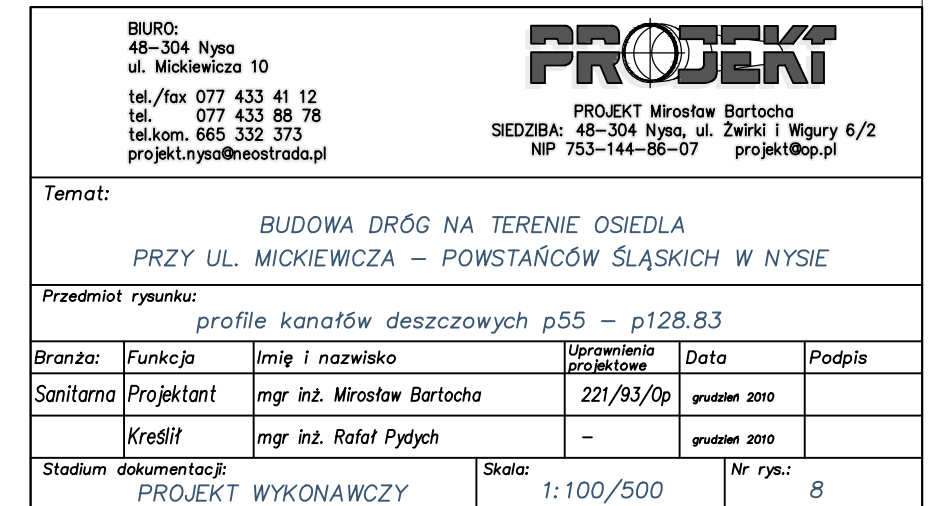 BIURO:
48-304 Nysa
ul. Mickiewicza 10
tel./fax 077 433 41 12
tel. 077 433 88 78
tel.kom. 665 332 373
projekt.nysa@neostrada.pl
PROJEKT
PROJEKT Mirosław Bartocha
SIEDZIBA: 48-304 Nysa, ul. Żwirki i Wigury 6/2
NIP 753-144-86-07 projekt@op.pl
Temat:
BUDOWA DRÓG NA TERENIE OSIEDLA
PRZY UL. MICKIEWICZA – POWSTAŃCÓW ŚLĄSKICH W NYSIE
Przedmiot rysunku:
profile kanałów deszczowych p55 – p128.83
Branża: Funkcja Imię i nazwisko Uprawnienia projektowe Data Podpis
Sanitarna Projektant mgr inż. Mirosław Bartocha 221/93/Op grudzień 2010
Kreślił mgr inż. Rafał Pydych – grudzień 2010
Stadium dokumentacji: Skala: Nr rys.:
PROJEKT WYKONAWCZY 1:100/500 8